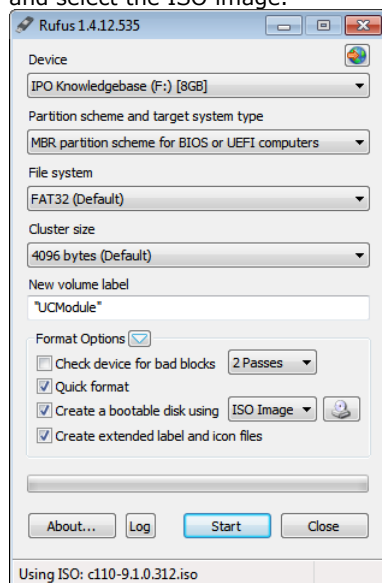 and select the ISO image.
Rufus 1.4.12.535
Device
IPO Knowledgebase (F:) [8GB]
Partition scheme and target system type
MBR partition scheme for BIOS or UEFI computers
File system
FAT32 (Default)
Cluster size
4096 bytes (Default)
New volume label
"UCModule"
Format Options
Check device for bad blocks 2 Passes
Quick format
Create a bootable disk using ISO Image
Create extended label and icon files
About... Log Start Close
Using ISO: c110-9.1.0.312.iso